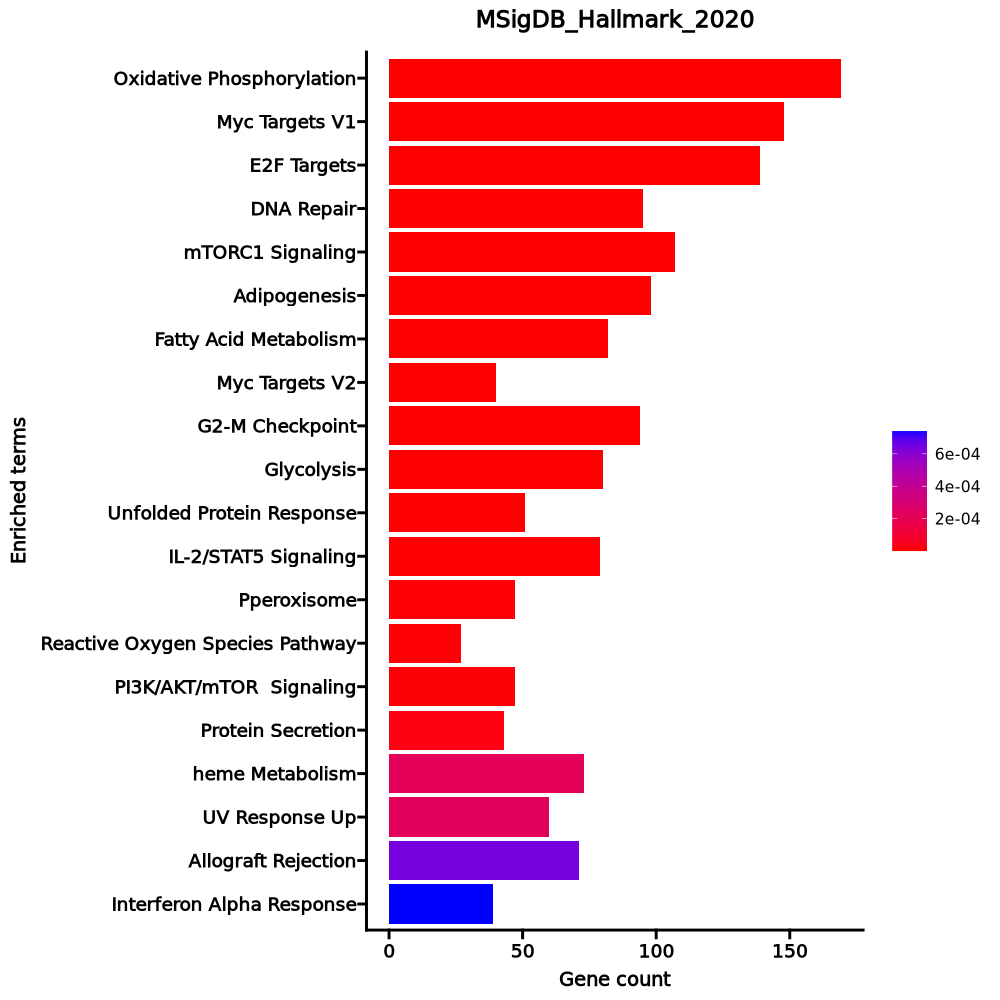 MSigDB_Hallmark_2020
Oxidative Phosphorylation
Myc Targets V1
E2F Targets
DNA Repair
mTORC1 Signaling
Adipogenesis
Fatty Acid Metabolism
Myc Targets V2
G2-M Checkpoint
Glycolysis
Unfolded Protein Response
IL-2/STAT5 Signaling
Pperoxisome
Reactive Oxygen Species Pathway
PI3K/AKT/mTOR  Signaling
Protein Secretion
heme Metabolism
UV Response Up
Allograft Rejection
Interferon Alpha Response
Enriched terms
0 50 100 150
Gene count
6e-04
4e-04
2e-04